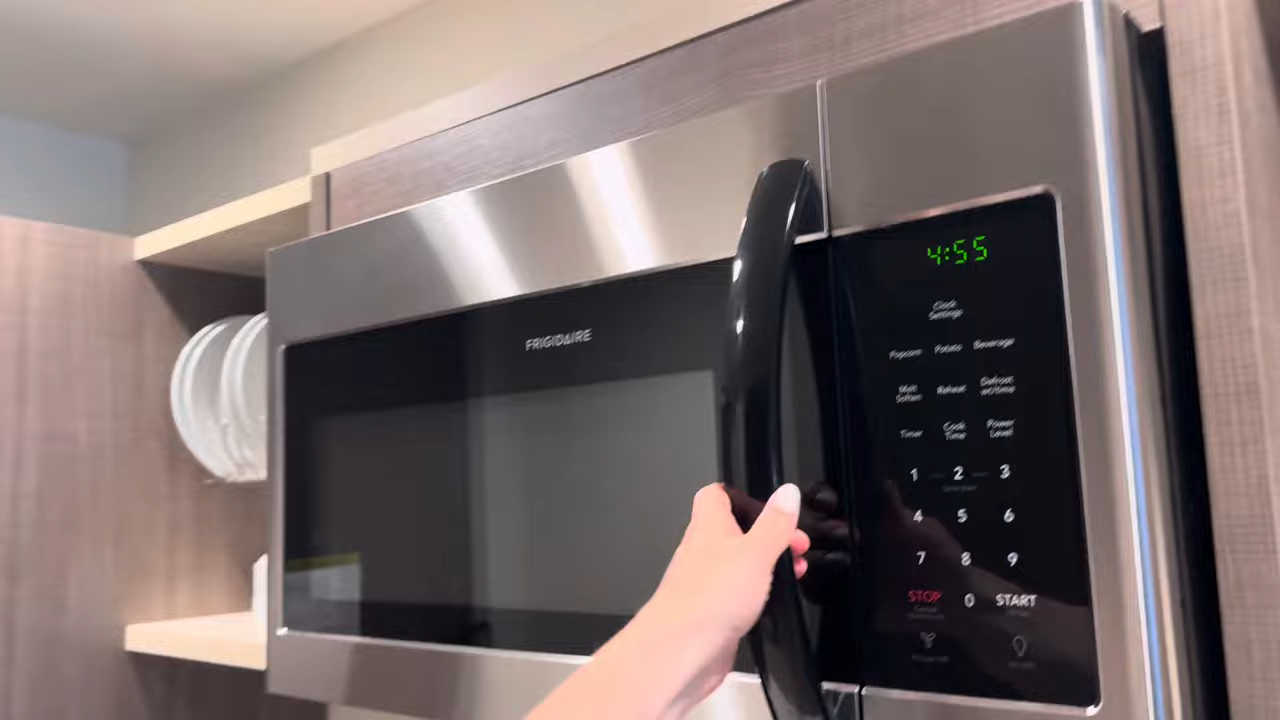 FRIGIDAIRE
4:55
Clock
Settings
Popcorn Potato Beverage
Melt
Soften
Reheat
Defrost
wt/time
Timer
Cook
Time
Power
Level
1 2 3
4 5 6
7 8 9
STOP 0 START